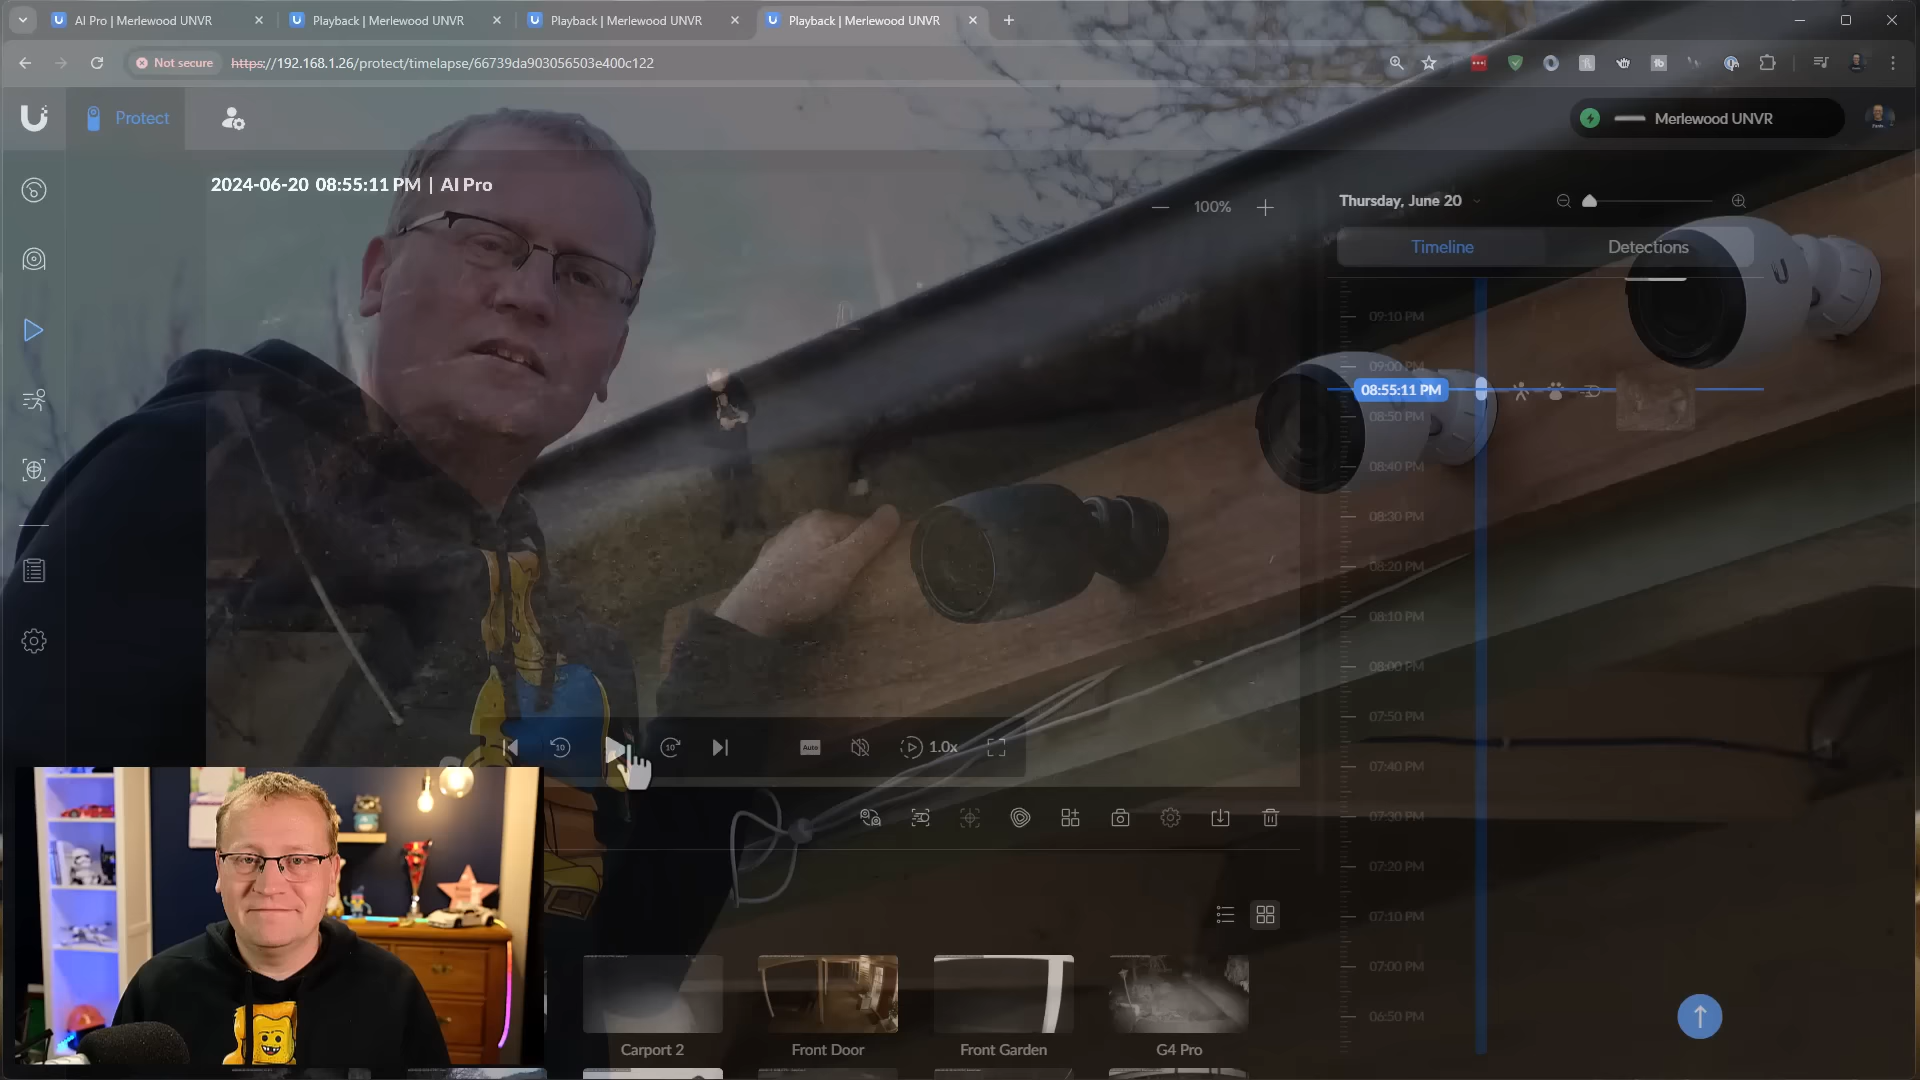 AI Pro | Merlewood UNVR
Playback | Merlewood UNVR
Playback | Merlewood UNVR
Playback | Merlewood UNVR
Not secure
https://192.168.1.26/protect/timelapse/66739da903056503e400c122
Protect
Merlewood UNVR
2024-06-20 08:55:11 PM | AI Pro
100%
Thursday, June 20
Timeline
Detections
09:10 PM
09:00 PM
08:55:11 PM
08:50 PM
08:40 PM
08:30 PM
08:20 PM
08:10 PM
08:00 PM
07:50 PM
07:40 PM
07:30 PM
07:20 PM
07:10 PM
07:00 PM
06:50 PM
10
10
Auto
1.0x
Carport 2
Front Door
Front Garden
G4 Pro